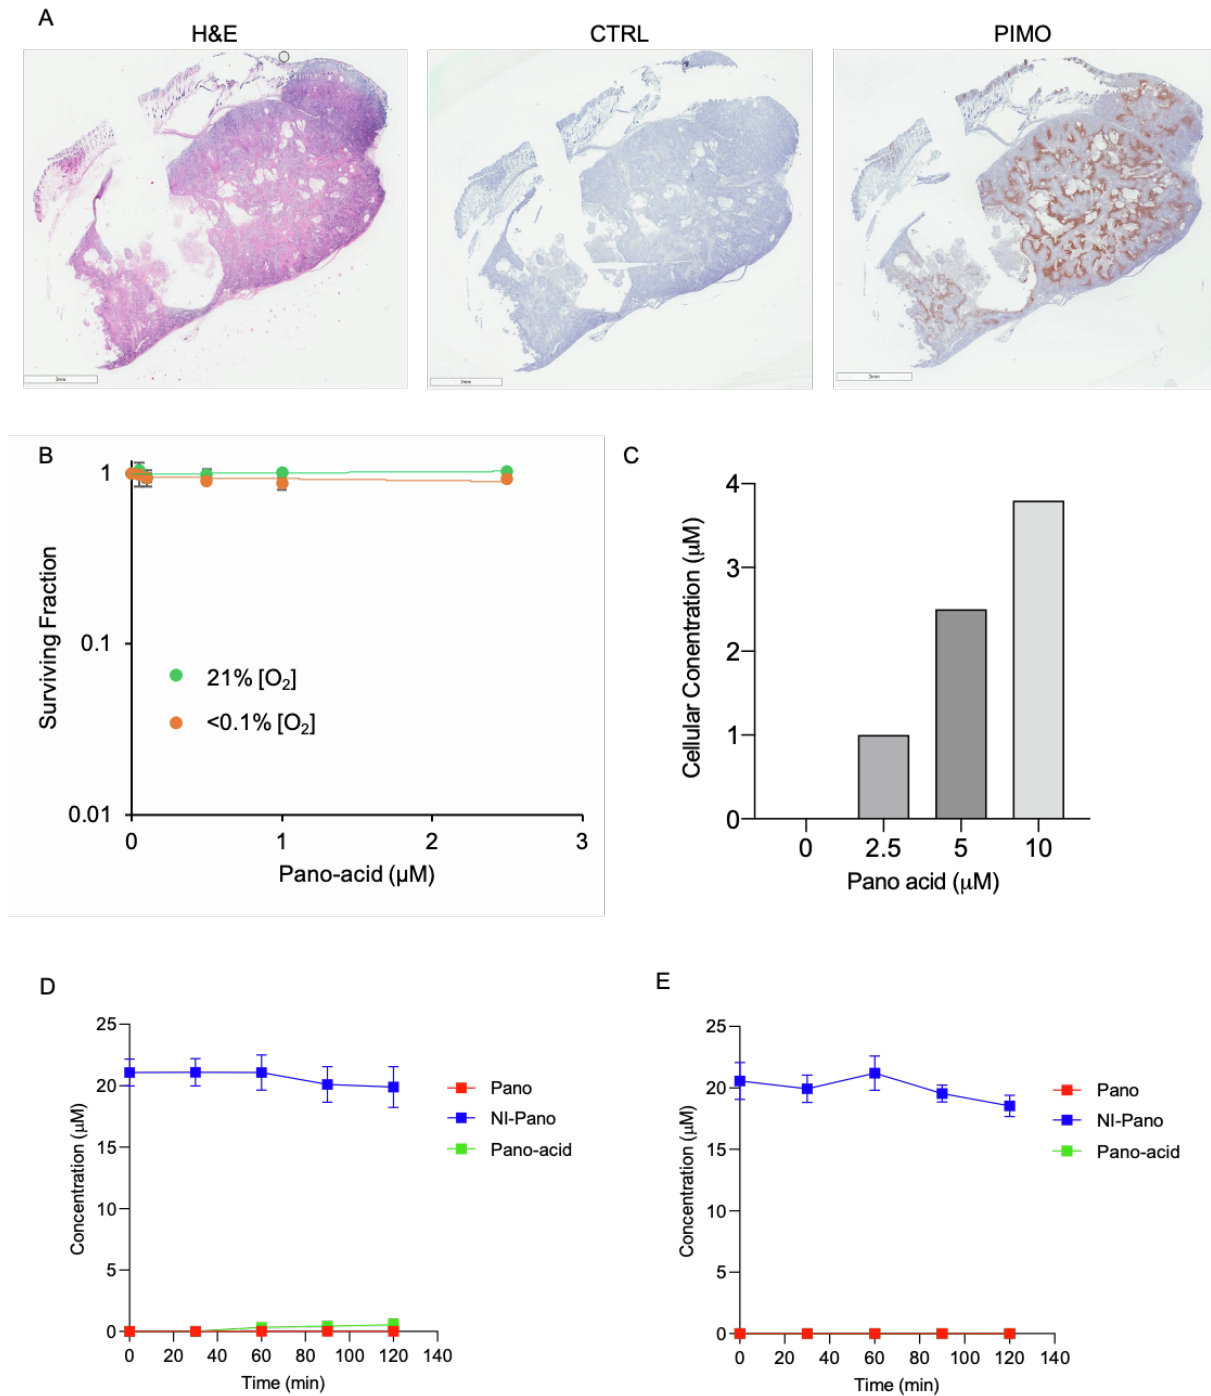 A
H&E
CTRL
PIMO
3mm
3mm
3mm
B
1
0.1
0.01
Surviving Fraction
21% [O₂]
<0.1% [O₂]
0
1
2
3
Pano-acid (µM)
C
4
3
2
1
0
Cellular Conentration (µM)
0
2.5
5
10
Pano acid (µM)
D
25
20
15
10
5
0
Concentration (µM)
Pano
NI-Pano
Pano-acid
0 20 40 60 80 100 120 140
Time (min)
E
25
20
15
10
5
0
Concentration (µM)
Pano
NI-Pano
Pano-acid
0 20 40 60 80 100 120 140
Time (min)